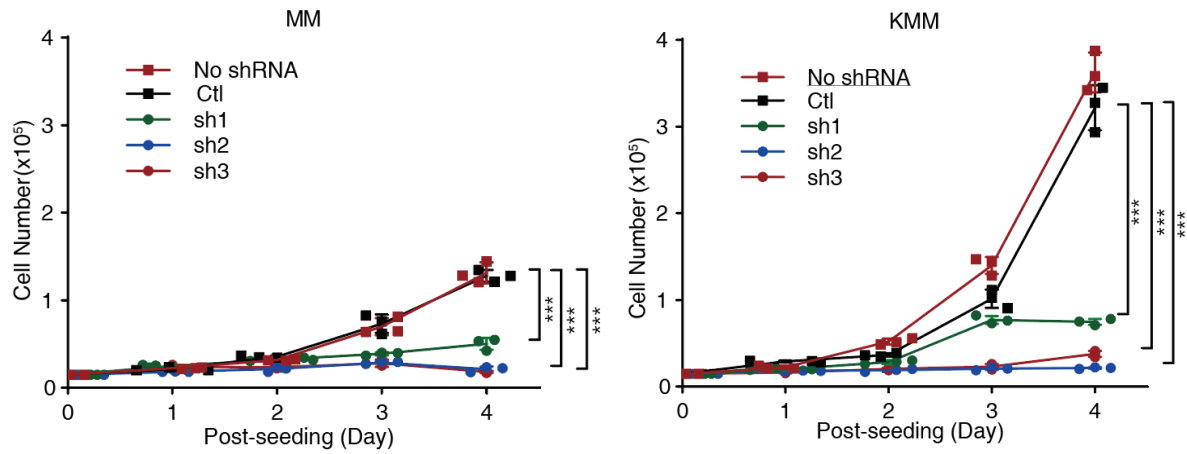 MM
4
3
2
1
0
Cell Number(x10⁵)
No shRNA
Ctl
sh1
sh2
sh3
***
***
***
0 1 2 3 4
Post-seeding (Day)
KMM
4
3
2
1
0
Cell Number (x10⁵)
No shRNA
Ctl
sh1
sh2
sh3
***
***
***
0 1 2 3 4
Post-seeding (Day)